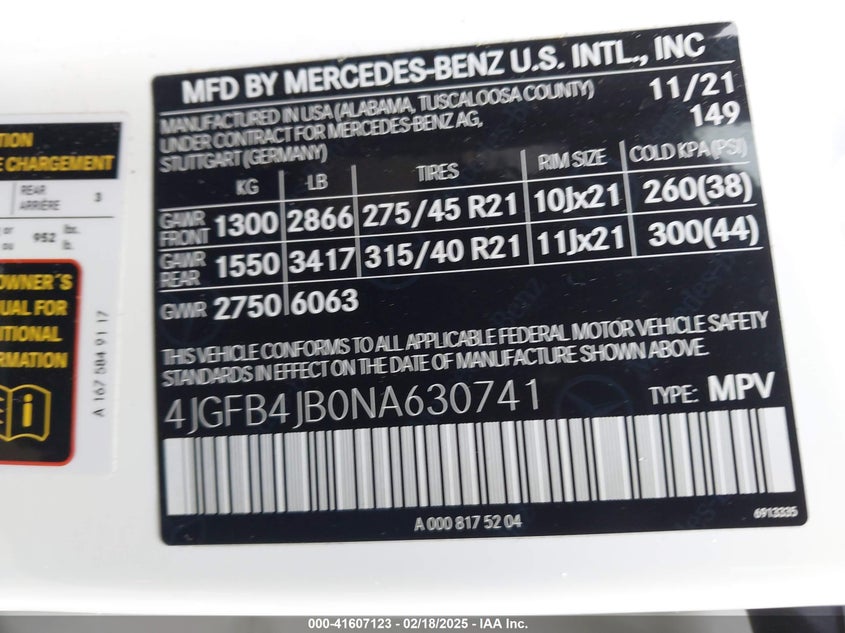 MFD BY MERCEDES-BENZ U.S. INTL., INC
MANUFACTURED IN USA (ALABAMA, TUSCALOOSA COUNTY) 11/21
UNDER CONTRACT FOR MERCEDES-BENZ AG, 149
STUTTGART (GERMANY)
KG LB TIRES RIM SIZE COLD KPA(PSI)
GAWR FRONT 1300 2866 275/45 R21 10Jx21 260(38)
GAWR REAR 1550 3417 315/40 R21 11Jx21 300(44)
GVWR 2750 6063
THIS VEHICLE CONFORMS TO ALL APPLICABLE FEDERAL MOTOR VEHICLE SAFETY
STANDARDS IN EFFECT ON THE DATE OF MANUFACTURE SHOWN ABOVE.
4JGFB4JB0NA630741 TYPE: MPV
A 000 817 52 04 6913335
TION
E CHARGEMENT
REAR
ARRIÈRE 3
or
ou 952 lbs.
lb.
OWNER´S
UAL FOR
ITIONAL
ORMATION
A 167 584 91 17
000-41607123 - 02/18/2025 - IAA Inc.